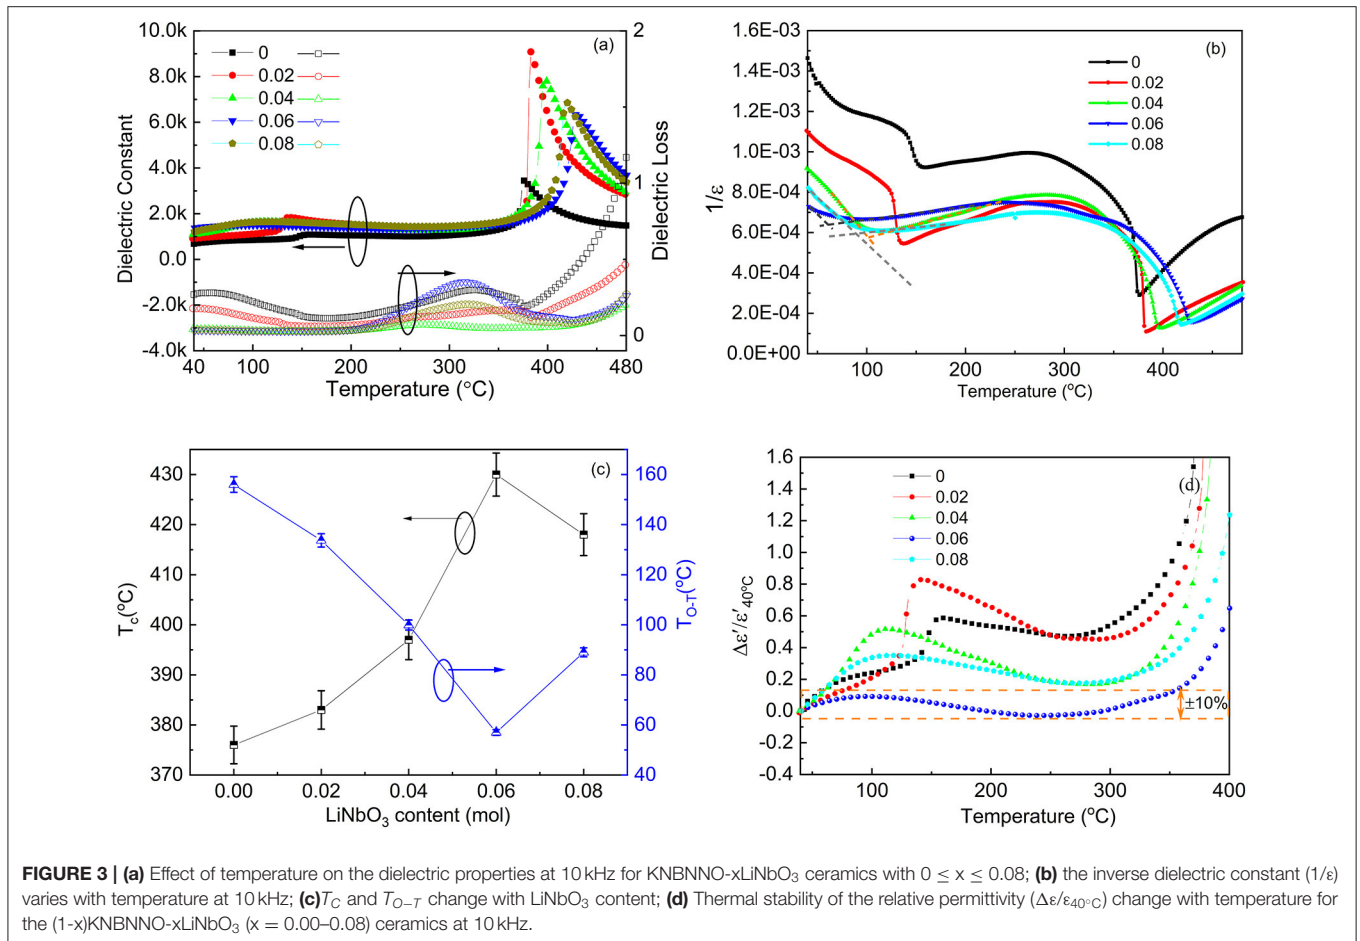 (a)
10.0k
8.0k
6.0k
4.0k
2.0k
0.0
-2.0k
-4.0k
Dielectric Constant
0
0.02
0.04
0.06
0.08
2
1
0
Dielectric Loss
40
100
200
300
400
480
Temperature (°C)
(b)
1.6E-03
1.4E-03
1.2E-03
1.0E-03
8.0E-04
6.0E-04
4.0E-04
2.0E-04
0.0E+00
1/ε
0
0.02
0.04
0.06
0.08
100
200
300
400
Temperature (°C)
(c)
430
420
410
400
390
380
370
Tc(°C)
160
140
120
100
80
60
40
TO-T(°C)
0.00
0.02
0.04
0.06
0.08
LiNbO3 content (mol)
(d)
1.6
1.4
1.2
1.0
0.8
0.6
0.4
0.2
0.0
-0.2
-0.4
Δε'/ε'40°C
0
0.02
0.04
0.06
0.08
±10%
100
200
300
400
Temperature (°C)
FIGURE 3 | (a) Effect of temperature on the dielectric properties at 10 kHz for KNBNNO-xLiNbO3 ceramics with 0 ≤ x ≤ 0.08; (b) the inverse dielectric constant (1/ε)
varies with temperature at 10 kHz; (c)TC and TO−T change with LiNbO3 content; (d) Thermal stability of the relative permittivity (Δε/ε40°C) change with temperature for
the (1-x)KNBNNO-xLiNbO3 (x = 0.00–0.08) ceramics at 10 kHz.